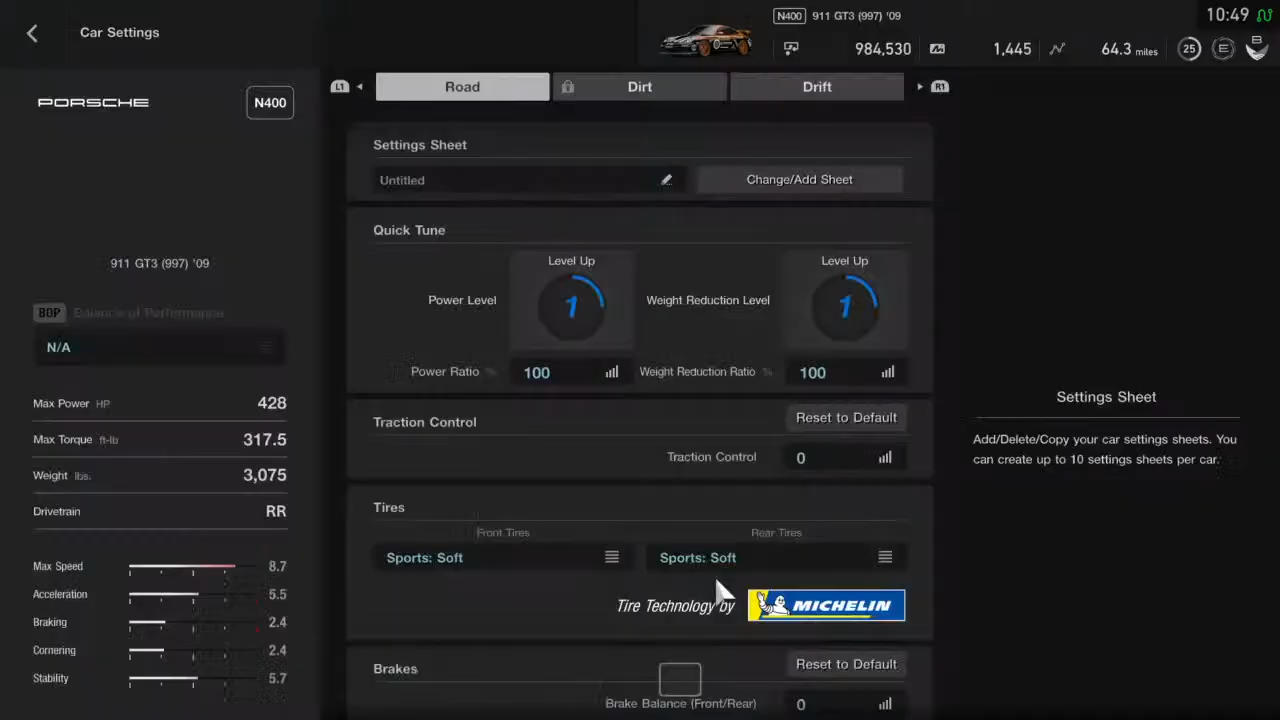 Car Settings
N400 911 GT3 (997) '09
984,530 1,445 64.3 miles 25 E B
10:49
PORSCHE N400
911 GT3 (997) '09
BOP Balance of Performance
N/A
Max Power HP 428
Max Torque ft-lb 317.5
Weight lbs. 3,075
Drivetrain RR
Max Speed 8.7
Acceleration 5.5
Braking 2.4
Cornering 2.4
Stability 5.7
L1 Road Dirt Drift R1
Settings Sheet
Untitled Change/Add Sheet
Quick Tune
Level Up Level Up
Power Level 1 Weight Reduction Level 1
Power Ratio % 100 Weight Reduction Ratio % 100
Traction Control Reset to Default
Traction Control 0
Tires
Front Tires Rear Tires
Sports: Soft Sports: Soft
Tire Technology by MICHELIN
Brakes Reset to Default
Brake Balance (Front/Rear) 0
Settings Sheet
Add/Delete/Copy your car settings sheets. You
can create up to 10 settings sheets per car.